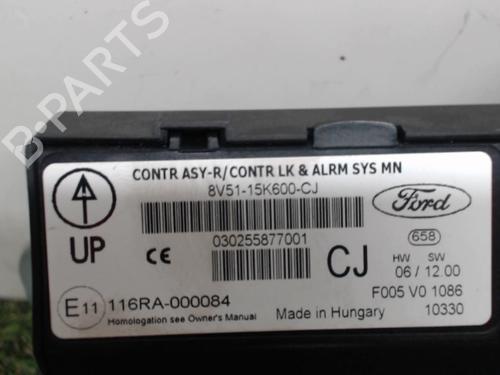 CONTR ASY-R/CONTR LK & ALRM SYS MN
8V51-15K600-CJ
Ford
UP
CE
030255877001
CJ
658
HW SW
06 / 12.00
E11 116RA-000084
Homologation see Owner's Manual
Made in Hungary
F005 V0 1086
10330